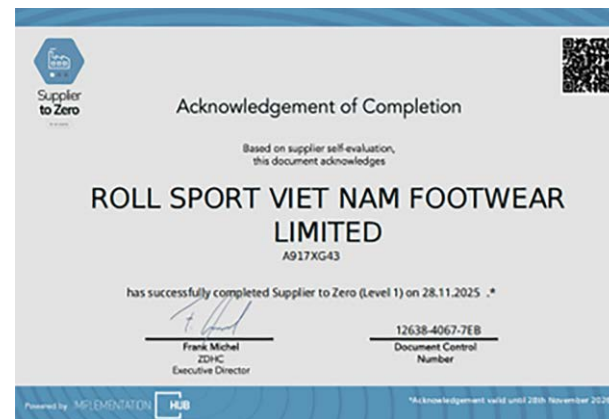 Supplier
to Zero
Acknowledgement of Completion
Based on supplier self-evaluation,
this document acknowledges
ROLL SPORT VIET NAM FOOTWEAR
LIMITED
A917XG43
has successfully completed Supplier to Zero (Level 1) on 28.11.2025 .*
Frank Michel
ZDHC
Executive Director
12638-4067-7EB
Document Control
Number
Powered by IMPLEMENTATION HUB
*Acknowledgement valid until 28th November 2026